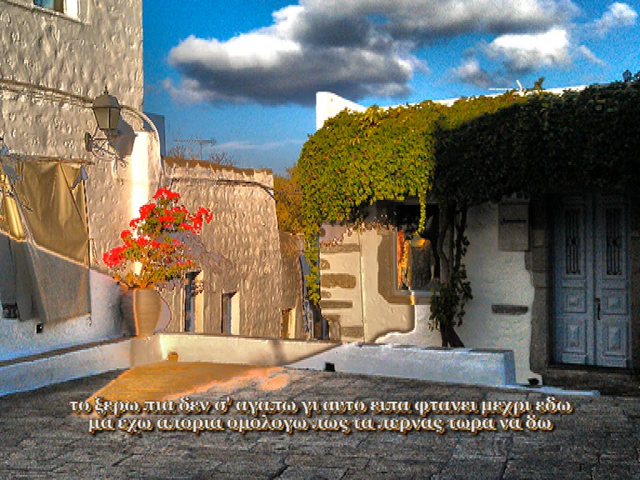 το ξερω πια δεν σ' αγαπω γι αυτο ειπα φτανει μεχρι εδω
μα εχω απορια ομολογω πως τα περνας τωρα να δω